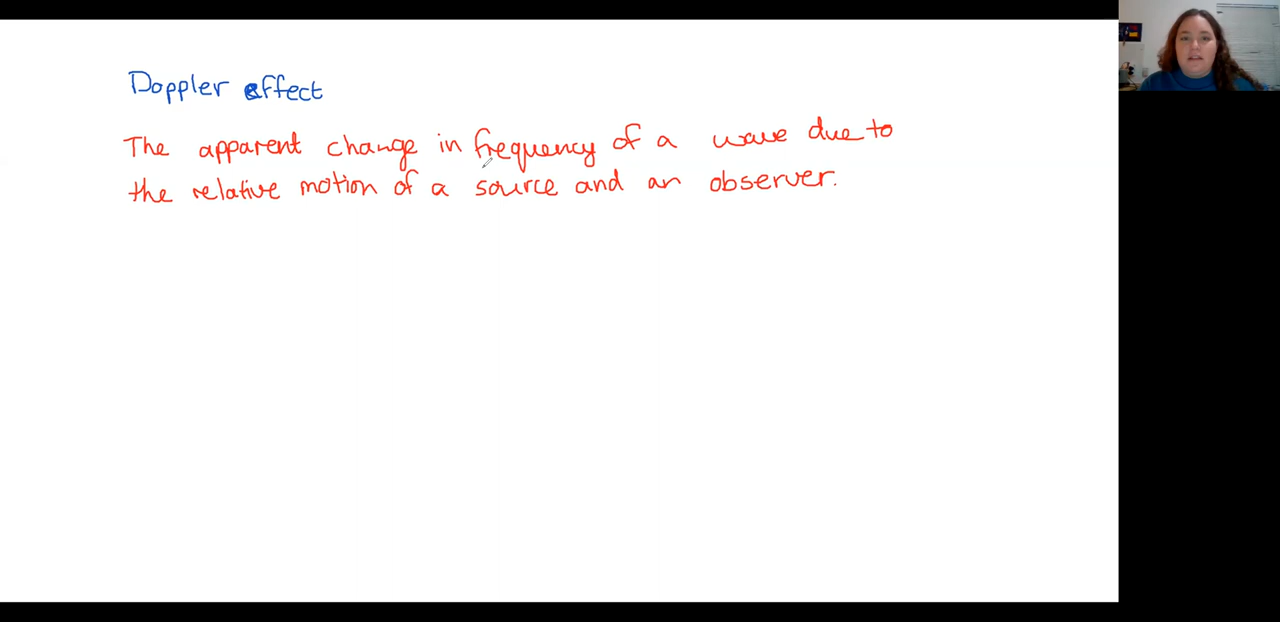 Doppler effect
The apparent change in frequency of a wave due to
the relative motion of a source and an observer.